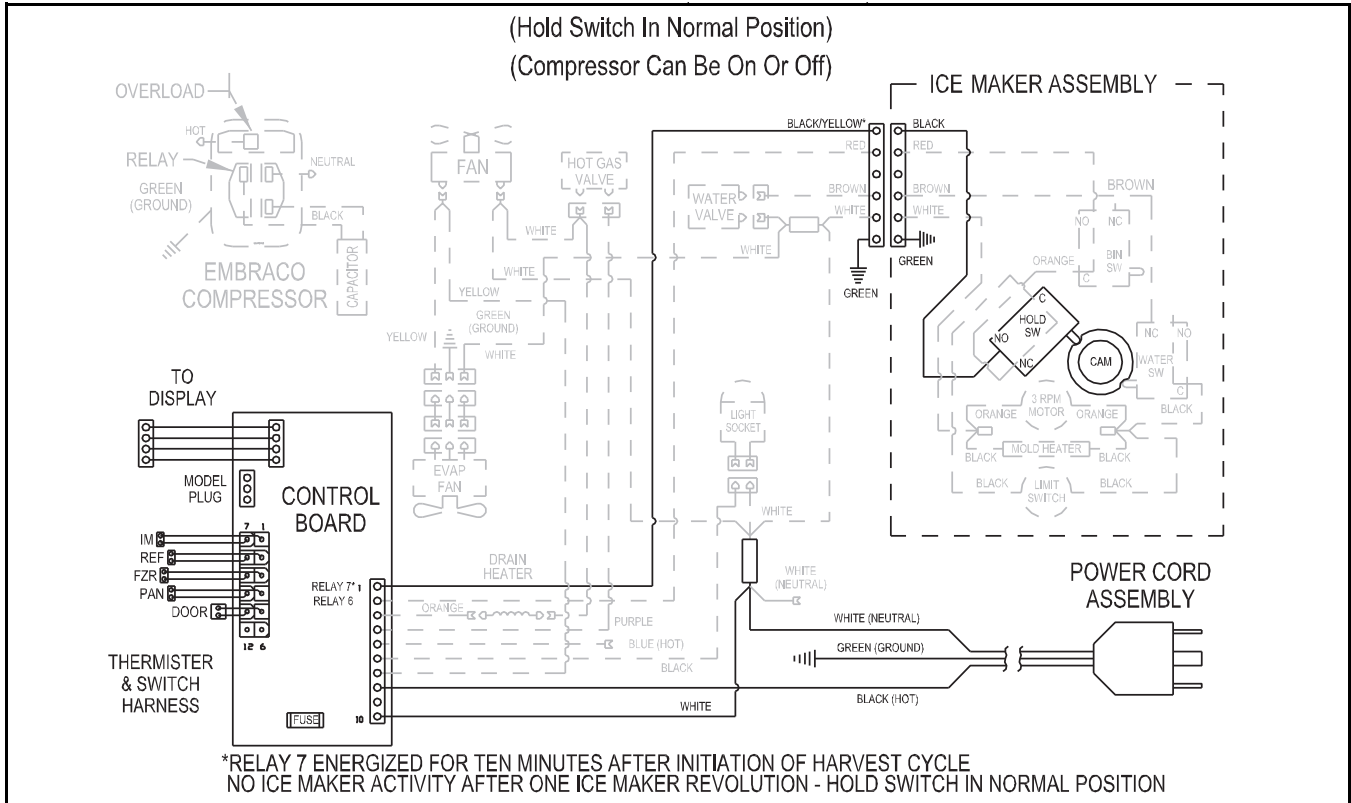 (Hold Switch In Normal Position)
(Compressor Can Be On Or Off)
ICE MAKER ASSEMBLY
OVERLOAD
HOT
RELAY
NEUTRAL
GREEN
(GROUND)
BLACK
CAPACITOR
EMBRACO
COMPRESSOR
FAN
HOT GAS
VALVE
WHITE
WHITE
YELLOW
GREEN
(GROUND)
YELLOW
WHITE
WATER
VALVE
WHITE
BLACK/YELLOW*
RED
BROWN
WHITE
GREEN
BLACK
RED
BROWN
WHITE
GREEN
BROWN
NO
NC
BIN
SW
C
ORANGE
C
HOLD
SW
NO
NC
CAM
NC
NO
WATER
SW
C
BLACK
3 RPM
MOTOR
ORANGE
ORANGE
MOLD HEATER
BLACK
BLACK
BLACK
LIMIT
SWITCH
BLACK
TO
DISPLAY
MODEL
PLUG
CONTROL
BOARD
7 1
IM
REF
FZR
PAN
DOOR
12 6
THERMISTER
& SWITCH
HARNESS
FUSE
RELAY 7* 1
RELAY 6
10
EVAP
FAN
LIGHT
SOCKET
WHITE
DRAIN
HEATER
ORANGE
PURPLE
BLUE (HOT)
BLACK
WHITE
(NEUTRAL)
WHITE (NEUTRAL)
GREEN (GROUND)
BLACK (HOT)
WHITE
POWER CORD
ASSEMBLY
*RELAY 7 ENERGIZED FOR TEN MINUTES AFTER INITIATION OF HARVEST CYCLE
NO ICE MAKER ACTIVITY AFTER ONE ICE MAKER REVOLUTION - HOLD SWITCH IN NORMAL POSITION